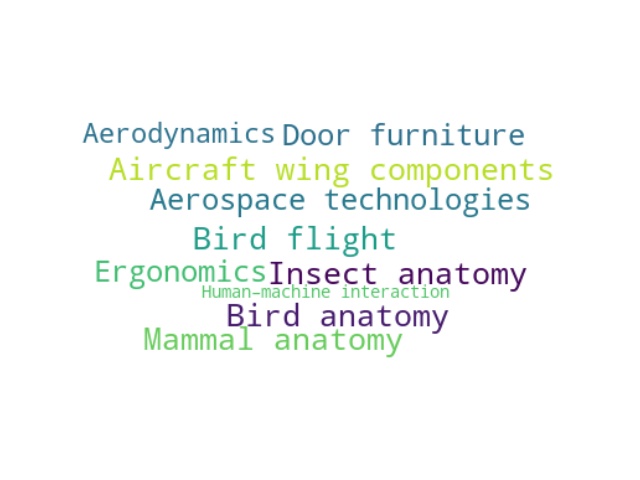 Aerodynamics Door furniture
Aircraft wing components
Aerospace technologies
Bird flight
Ergonomics Insect anatomy
Human–machine interaction
Bird anatomy
Mammal anatomy